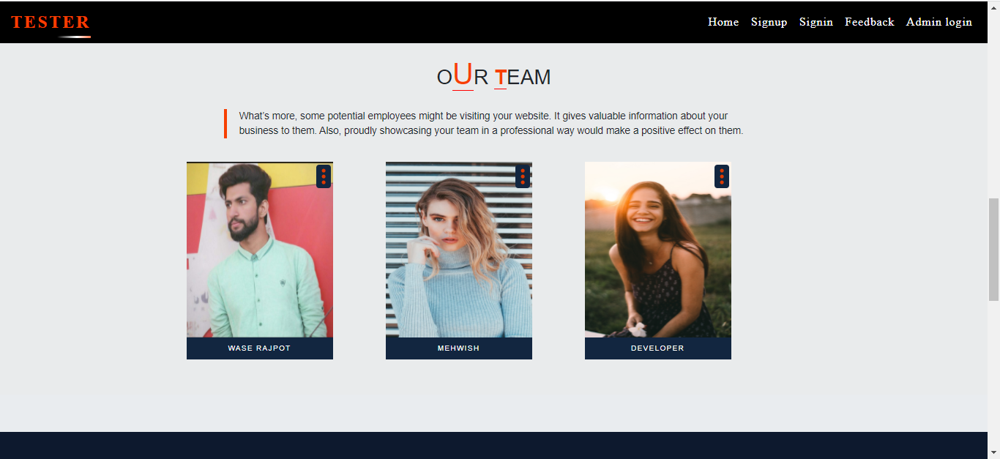 TESTER
Home Signup Signin Feedback Admin login
OUR TEAM
What’s more, some potential employees might be visiting your website. It gives valuable information about your
business to them. Also, proudly showcasing your team in a professional way would make a positive effect on them.
WASE RAJPOT
MEHWISH
DEVELOPER